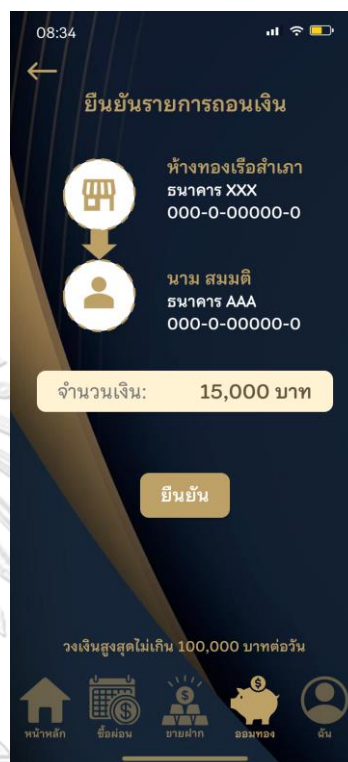 08:34
ยืนยันรายการถอนเงิน
ห้างทองเรือสำเภา
ธนาคาร XXX
000-0-00000-0
นาม สมมติ
ธนาคาร AAA
000-0-00000-0
จำนวนเงิน: 15,000 บาท
ยืนยัน
วงเงินสูงสุดไม่เกิน 100,000 บาทต่อวัน
หน้าหลัก ซื้อผ่อน ขายฝาก ออมทอง ฉัน